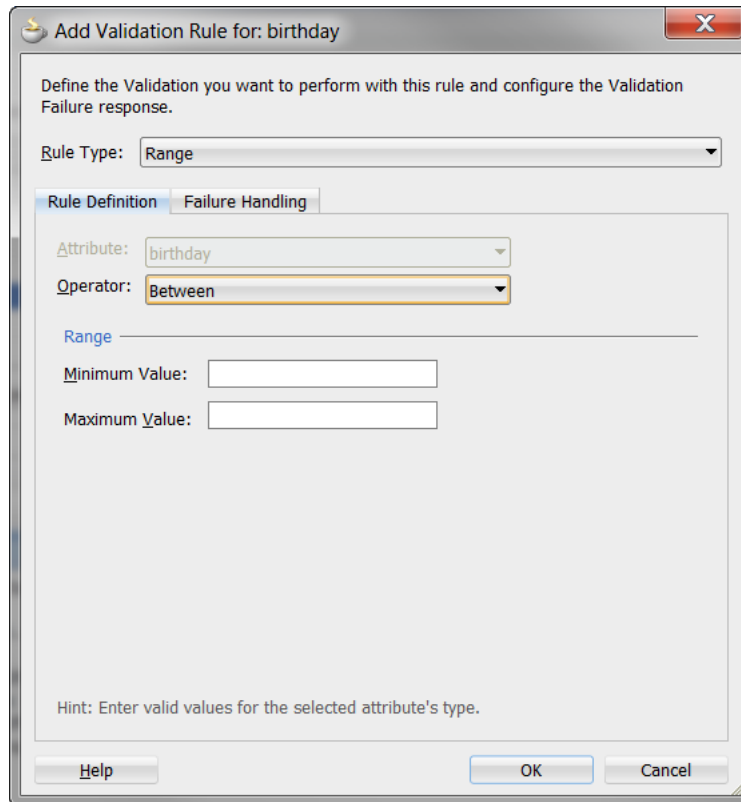 Add Validation Rule for: birthday
Define the Validation you want to perform with this rule and configure the Validation
Failure response.
Rule Type: Range
Rule Definition Failure Handling
Attribute: birthday
Operator: Between
Range
Minimum Value:
Maximum Value:
Hint: Enter valid values for the selected attribute's type.
Help OK Cancel